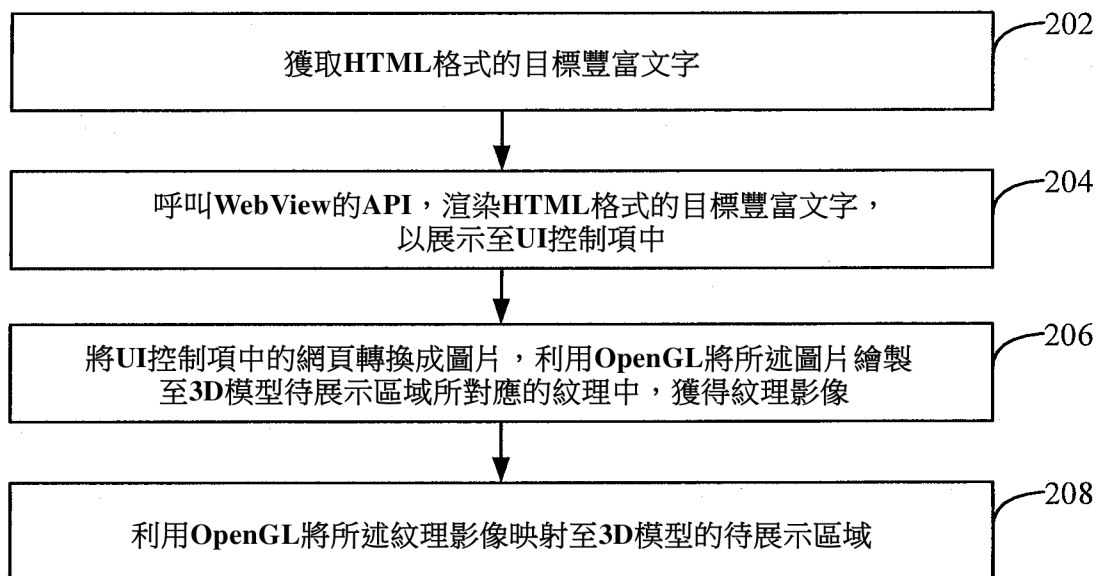 202
獲取HTML格式的目標豐富文字
204
呼叫WebView的API,渲染HTML格式的目標豐富文字,
以展示至UI控制項中
206
將UI控制項中的網頁轉換成圖片,利用OpenGL將所述圖片繪製
至3D模型待展示區域所對應的紋理中,獲得紋理影像
208
利用OpenGL將所述紋理影像映射至3D模型的待展示區域